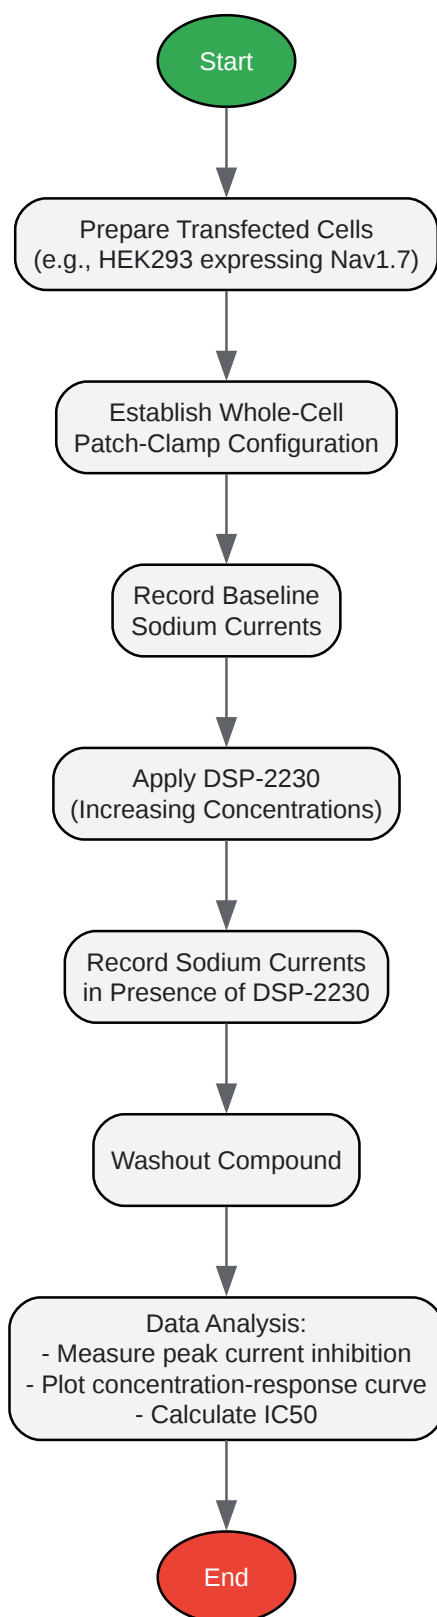 Start
Prepare Transfected Cells
(e.g., HEK293 expressing Nav1.7)
Establish Whole-Cell
Patch-Clamp Configuration
Record Baseline
Sodium Currents
Apply DSP-2230
(Increasing Concentrations)
Record Sodium Currents
in Presence of DSP-2230
Washout Compound
Data Analysis:
- Measure peak current inhibition
- Plot concentration-response curve
- Calculate IC50
End